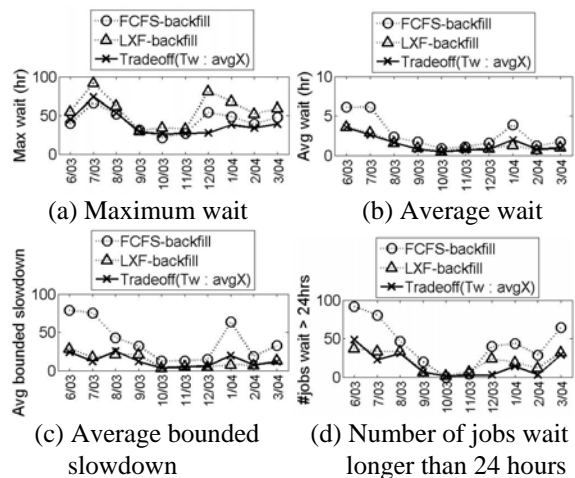 FCFS-backfill
LXF-backfill
Tradeoff(Tw : avgX)
Max wait (hr)
100
50
0
6/03
7/03
8/03
9/03
10/03
11/03
12/03
1/04
2/04
3/04
(a) Maximum wait
FCFS-backfill
LXF-backfill
Tradeoff(Tw : avgX)
Avg wait (hr)
10
5
0
6/03
7/03
8/03
9/03
10/03
11/03
12/03
1/04
2/04
3/04
(b) Average wait
FCFS-backfill
LXF-backfill
Tradeoff(Tw : avgX)
Avg bounded slowdown
100
50
0
6/03
7/03
8/03
9/03
10/03
11/03
12/03
1/04
2/04
3/04
(c) Average bounded
slowdown
FCFS-backfill
LXF-backfill
Tradeoff(Tw : avgX)
#jobs wait > 24hrs
100
50
0
6/03
7/03
8/03
9/03
10/03
11/03
12/03
1/04
2/04
3/04
(d) Number of jobs wait
longer than 24 hours